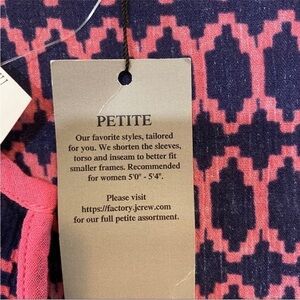 PETITE
Our favorite styles, tailored
for you. We shorten the sleeves,
torso and inseam to better fit
smaller frames. Recommended
for women 5'0" - 5'4".
Please visit
https://factory.jcrew.com
for our full petite assortment.